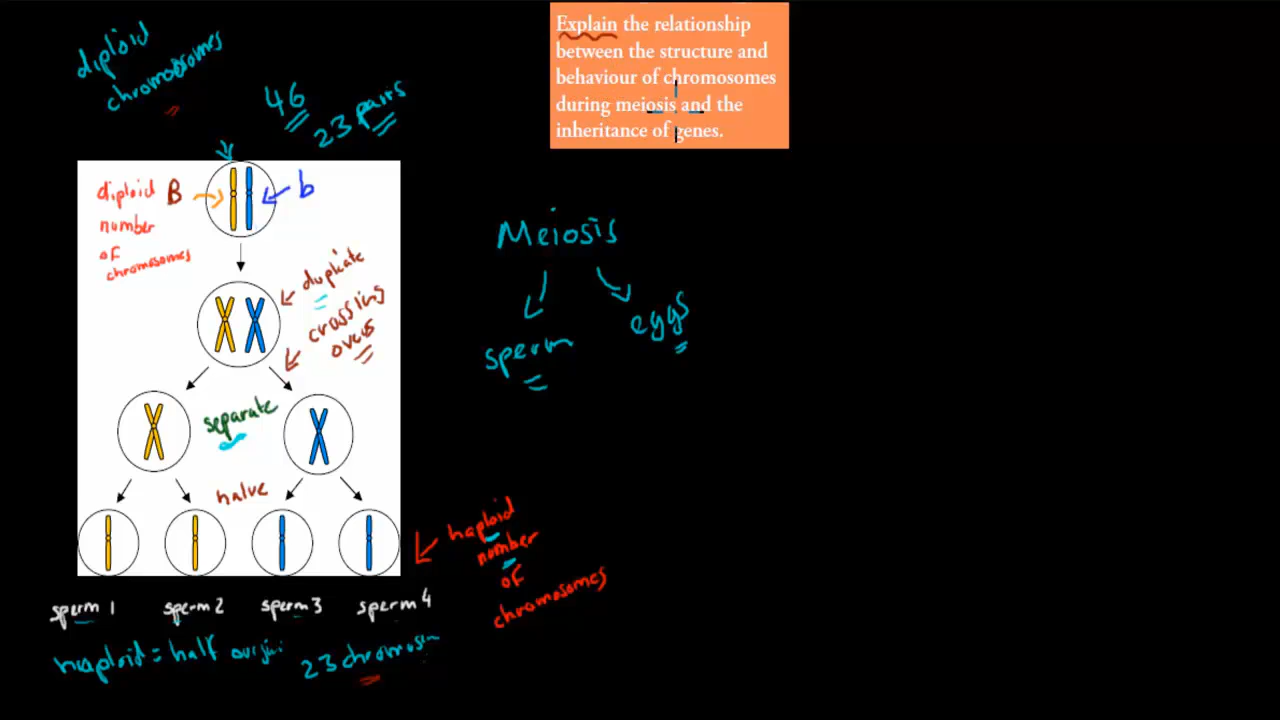 diploid
chromosomes
46
23 pairs
Explain the relationship
between the structure and
behaviour of chromosomes
during meiosis and the
inheritance of genes.
diploid B
number
of
chromosomes
b
duplicate
crossing
over
separate
halve
Meiosis
sperm
eggs
haploid
number
of
chromosomes
sperm 1
sperm 2
sperm 3
sperm 4
haploid = half
23